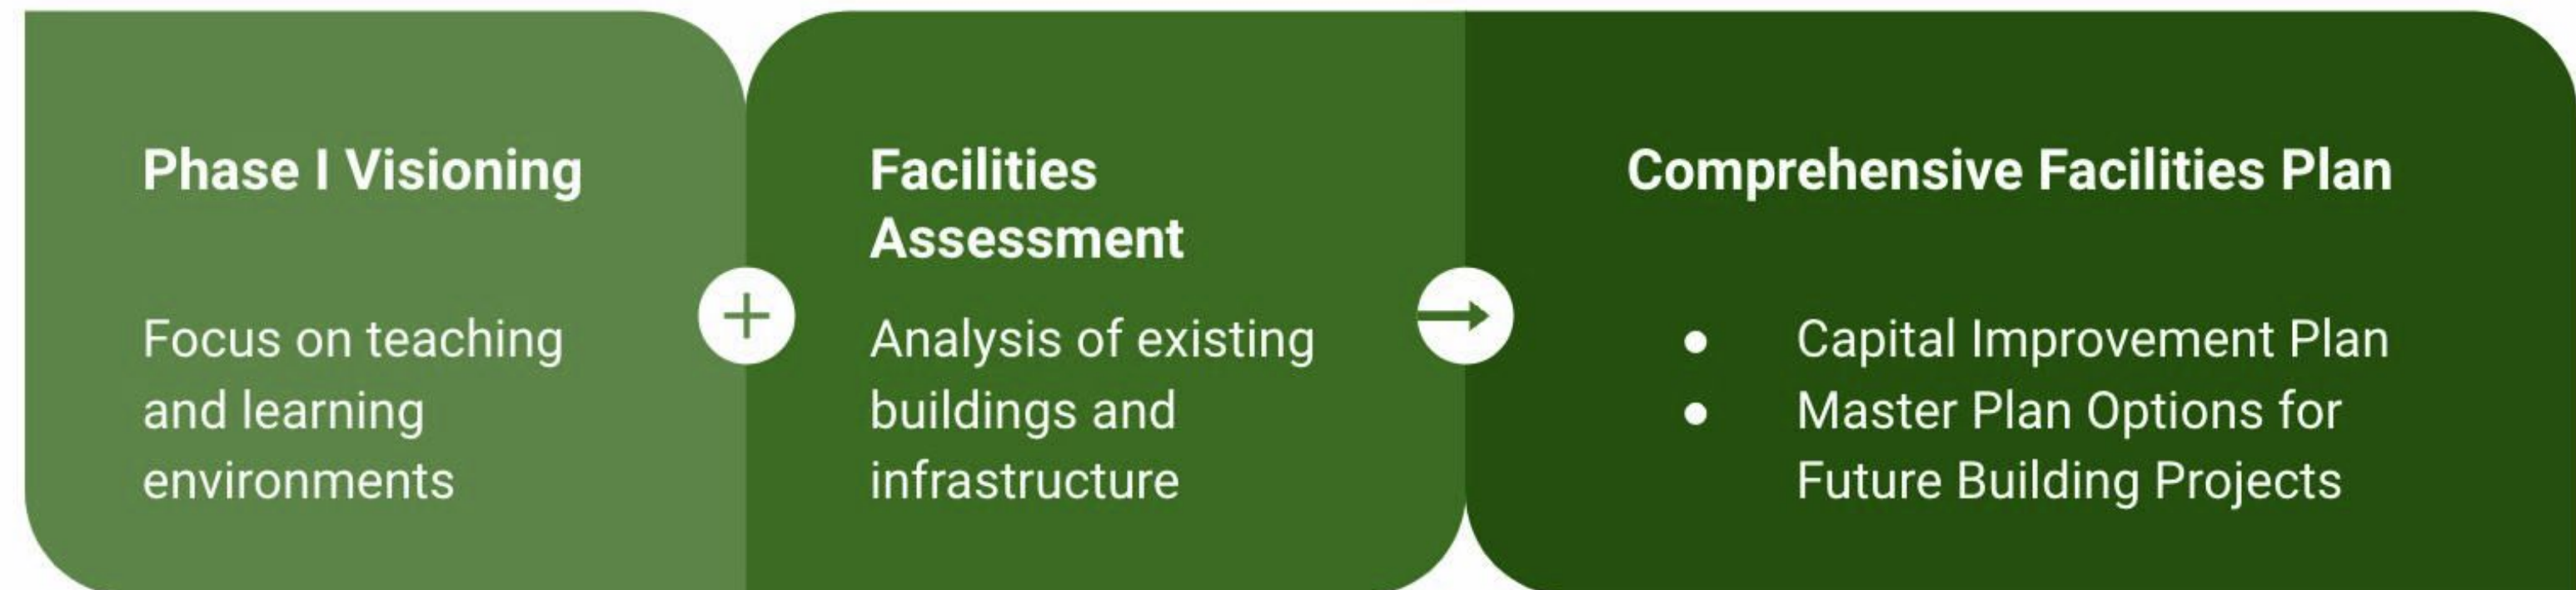 Phase I Visioning
Focus on teaching
and learning
environments
+
Facilities
Assessment
Analysis of existing
buildings and
infrastructure
→
Comprehensive Facilities Plan
● Capital Improvement Plan
● Master Plan Options for
Future Building Projects